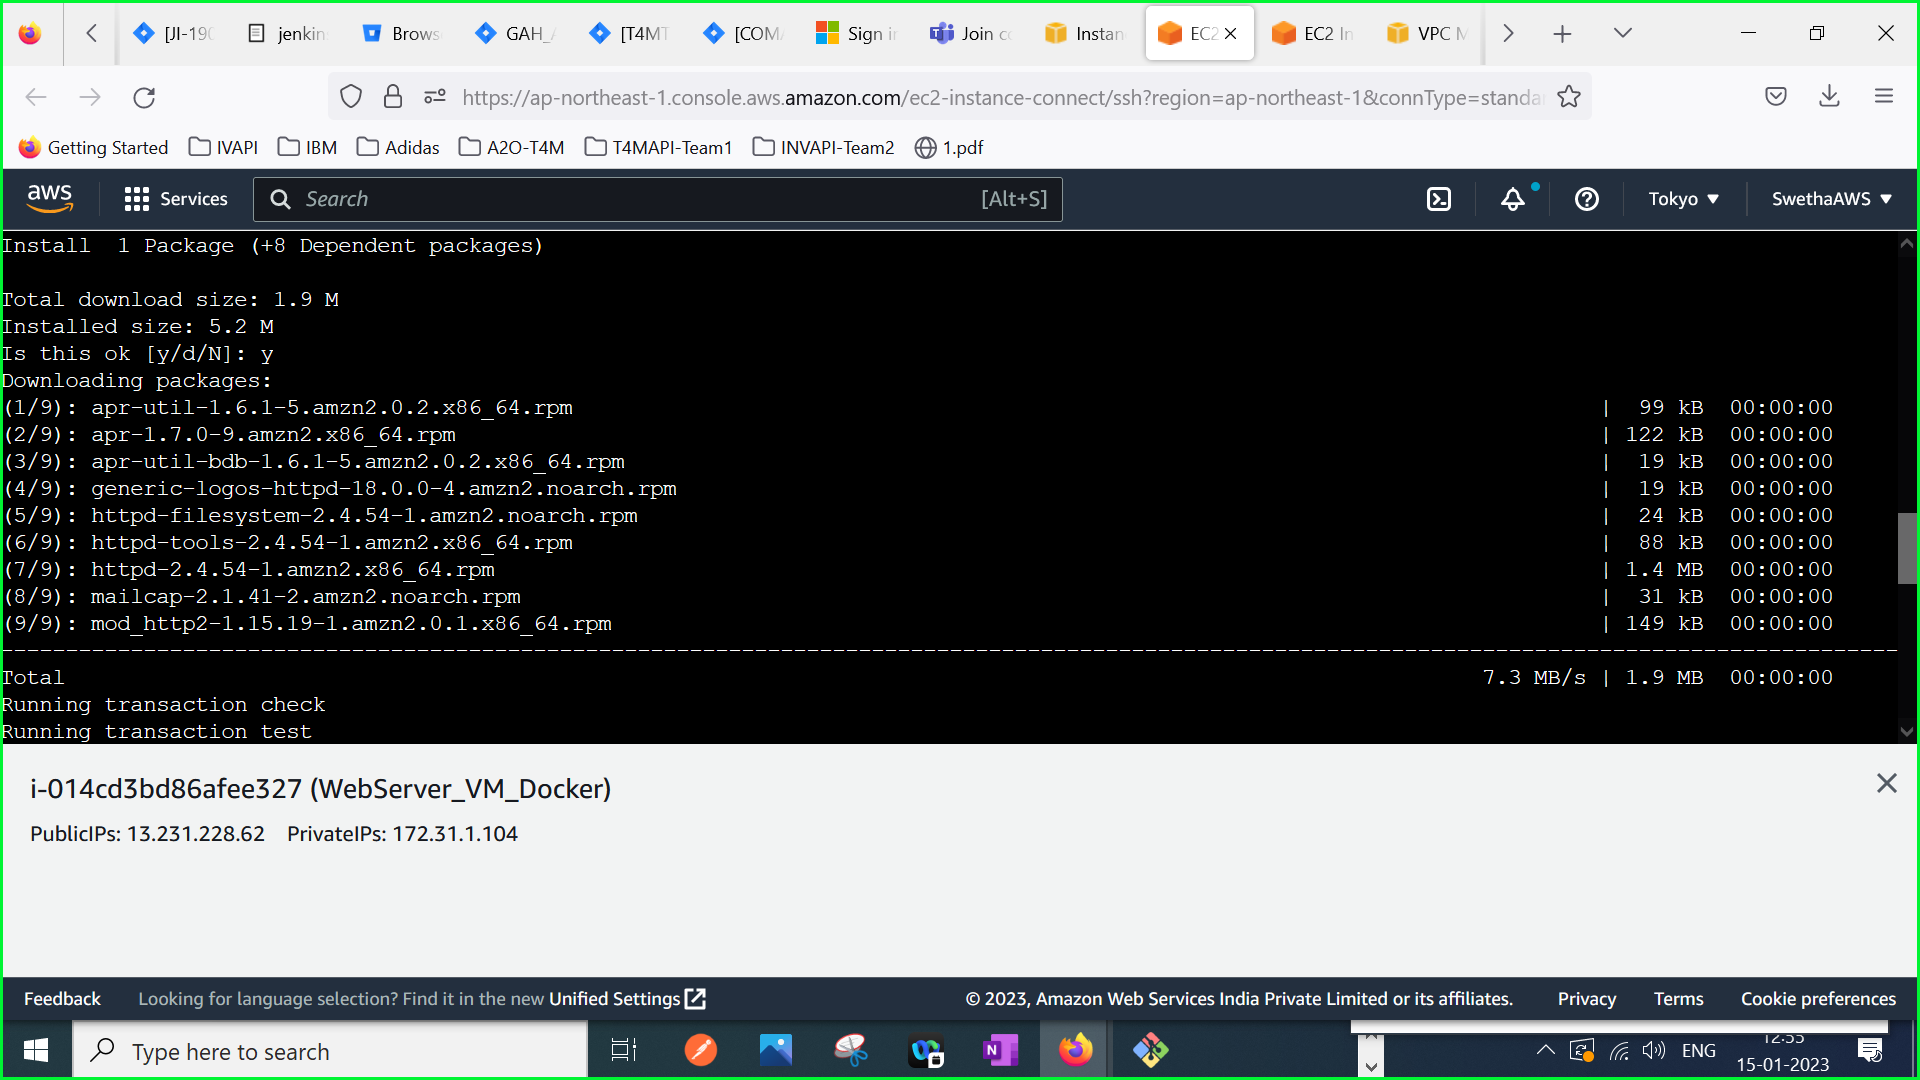 [JI-190
jenkin
Brows
GAH_
[T4MT
[COM
Sign i
Join c
Instan
EC2
EC2 In
VPC M
https://ap-northeast-1.console.aws.amazon.com/ec2-instance-connect/ssh?region=ap-northeast-1&connType=standa
Getting Started IVAPI IBM Adidas A2O-T4M T4MAPI-Team1 INVAPI-Team2 1.pdf
aws Services Search [Alt+S] Tokyo SwethaAWS
Install  1 Package (+8 Dependent packages)
Total download size: 1.9 M
Installed size: 5.2 M
Is this ok [y/d/N]: y
Downloading packages:
(1/9): apr-util-1.6.1-5.amzn2.0.2.x86_64.rpm | 99 kB 00:00:00
(2/9): apr-1.7.0-9.amzn2.x86_64.rpm | 122 kB 00:00:00
(3/9): apr-util-bdb-1.6.1-5.amzn2.0.2.x86_64.rpm | 19 kB 00:00:00
(4/9): generic-logos-httpd-18.0.0-4.amzn2.noarch.rpm | 19 kB 00:00:00
(5/9): httpd-filesystem-2.4.54-1.amzn2.noarch.rpm | 24 kB 00:00:00
(6/9): httpd-tools-2.4.54-1.amzn2.x86_64.rpm | 88 kB 00:00:00
(7/9): httpd-2.4.54-1.amzn2.x86_64.rpm | 1.4 MB 00:00:00
(8/9): mailcap-2.1.41-2.amzn2.noarch.rpm | 31 kB 00:00:00
(9/9): mod_http2-1.15.19-1.amzn2.0.1.x86_64.rpm | 149 kB 00:00:00
Total 7.3 MB/s | 1.9 MB 00:00:00
Running transaction check
Running transaction test
i-014cd3bd86afee327 (WebServer_VM_Docker)
PublicIPs: 13.231.228.62 PrivateIPs: 172.31.1.104
Feedback Looking for language selection? Find it in the new Unified Settings © 2023, Amazon Web Services India Private Limited or its affiliates. Privacy Terms Cookie preferences
Type here to search
ENG
12:55
15-01-2023